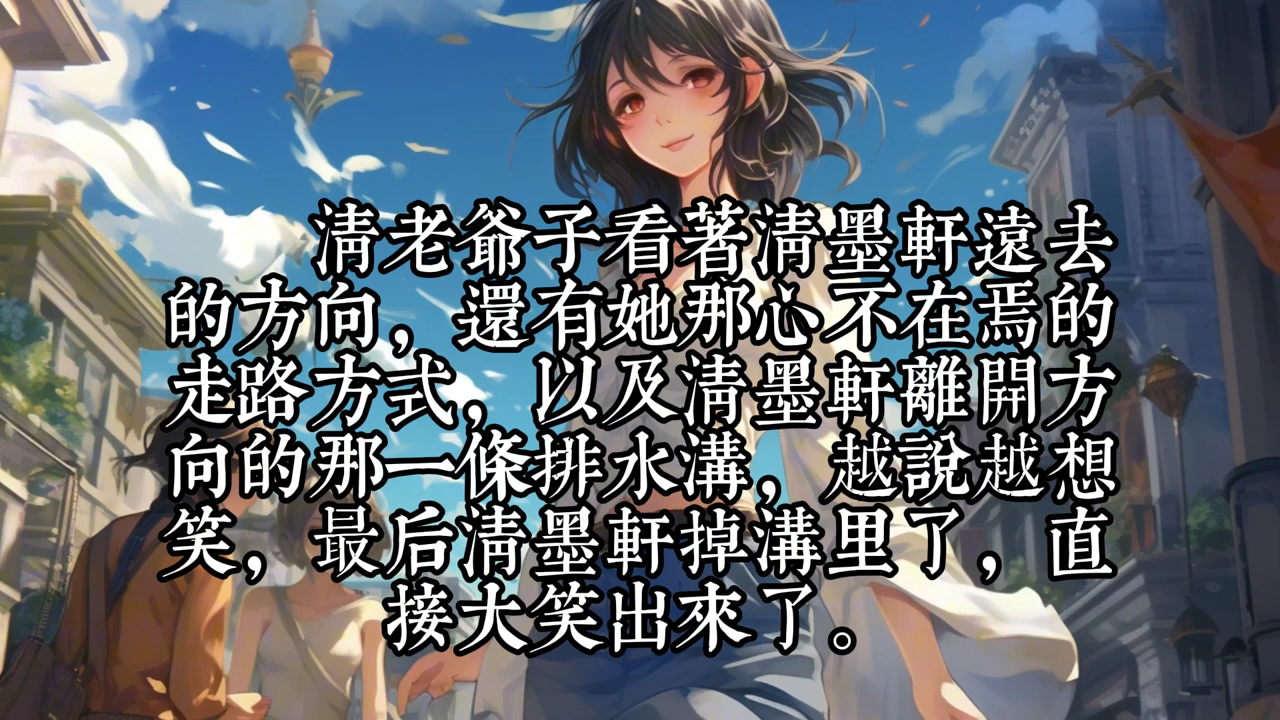 清老爺子看著清墨軒遠去
的方向，還有她那心不在焉的
走路方式，以及清墨軒離開方
向的那一條排水溝，越說越想
笑，最后清墨軒掉溝里了，直
接大笑出來了。